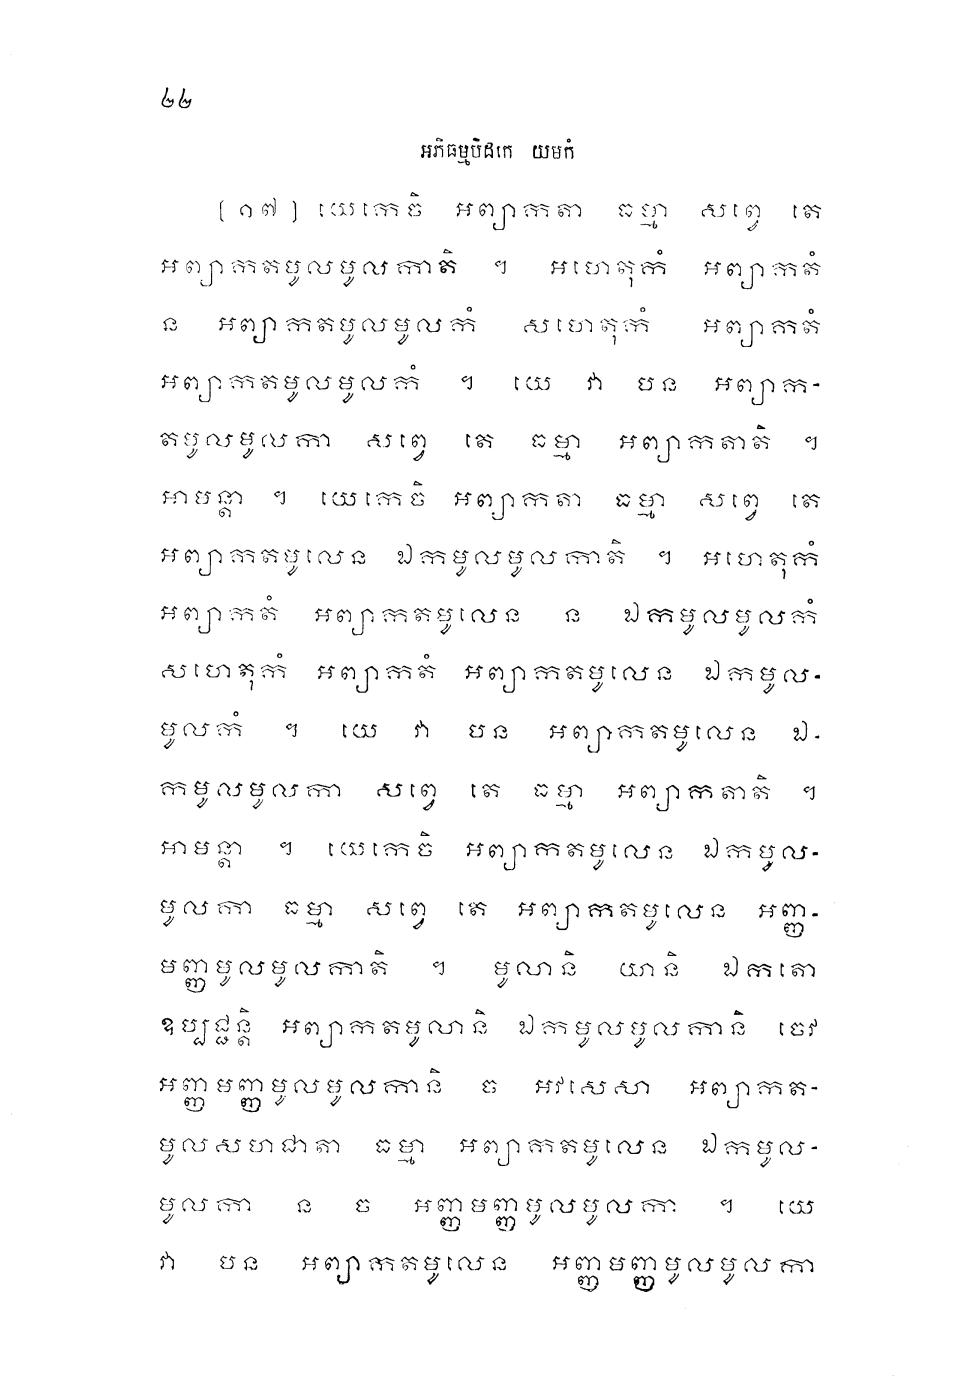 ២២
អភិធម្មបិដកេ យមកំ
[១៧] យេកេចិ អព្យាកតា ធម្មា សព្វេ តេ
អព្យាកតមូលមូលកាតិ ។ អហេតុកំ អព្យាកតំ
ន អព្យាកតមូលមូលកំ សហេតុកំ អព្យាកតំ
អព្យាកតមូលមូលកំ ។ យេ វា បន អព្យាក-
តមូលមូលកា សព្វេ តេ ធម្មា អព្យាកតាតិ ។
អាមន្តា ។ យេកេចិ អព្យាកតា ធម្មា សព្វេ តេ
អព្យាកតមូលេន ឯកមូលមូលកាតិ ។ អហេតុកំ
អព្យាកតំ អព្យាកតមូលេន ន ឯកមូលមូលកំ
សហេតុកំ អព្យាកតំ អព្យាកតមូលេន ឯកមូល-
មូលកំ ។ យេ វា បន អព្យាកតមូលេន ឯ-
កមូលមូលកា សព្វេ តេ ធម្មា អព្យាកតាតិ ។
អាមន្តា ។ យេកេចិ អព្យាកតមូលេន ឯកមូល-
មូលកា ធម្មា សព្វេ តេ អព្យាកតមូលេន អញ្ញ-
មញ្ញមូលមូលកាតិ ។ មូលានិ យានិ ឯកតោ
ឧប្បជ្ជន្តិ អព្យាកតមូលានិ ឯកមូលមូលកានិ ចេវ
អញ្ញមញ្ញមូលមូលកានិ ច អវសេសា អព្យាកត-
មូលសហជាតា ធម្មា អព្យាកតមូលេន ឯកមូល-
មូលកា ន ច អញ្ញមញ្ញមូលមូលកា ។ យេ
វា បន អព្យាកតមូលេន អញ្ញមញ្ញមូលមូលកា